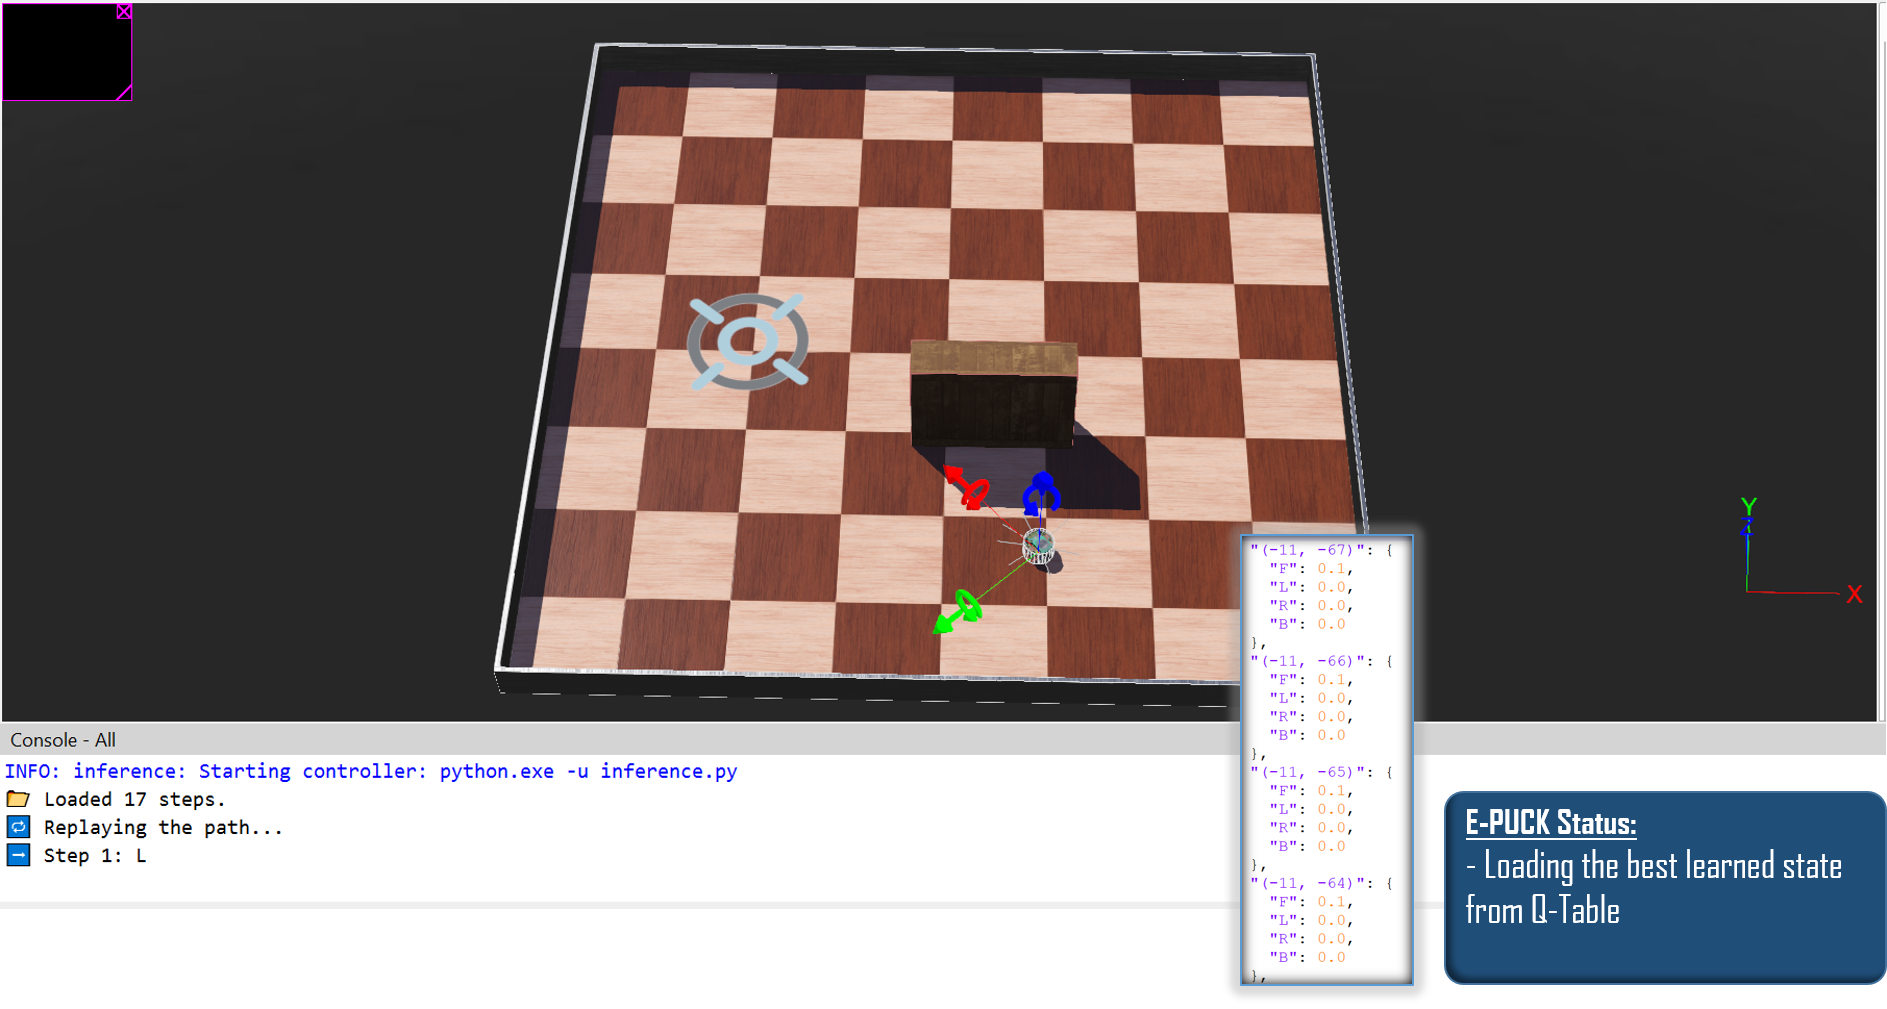 Y
Z
X
"(-11, -67)": {
"F": 0.1,
"L": 0.0,
"R": 0.0,
"B": 0.0
},
"(-11, -66)": {
"F": 0.1,
"L": 0.0,
"R": 0.0,
"B": 0.0
},
"(-11, -65)": {
"F": 0.1,
"L": 0.0,
"R": 0.0,
"B": 0.0
},
"(-11, -64)": {
"F": 0.1,
"L": 0.0,
"R": 0.0,
"B": 0.0
},
Console - All
INFO: inference: Starting controller: python.exe -u inference.py
Loaded 17 steps.
Replaying the path...
Step 1: L
E-PUCK Status:
- Loading the best learned state
from Q-Table